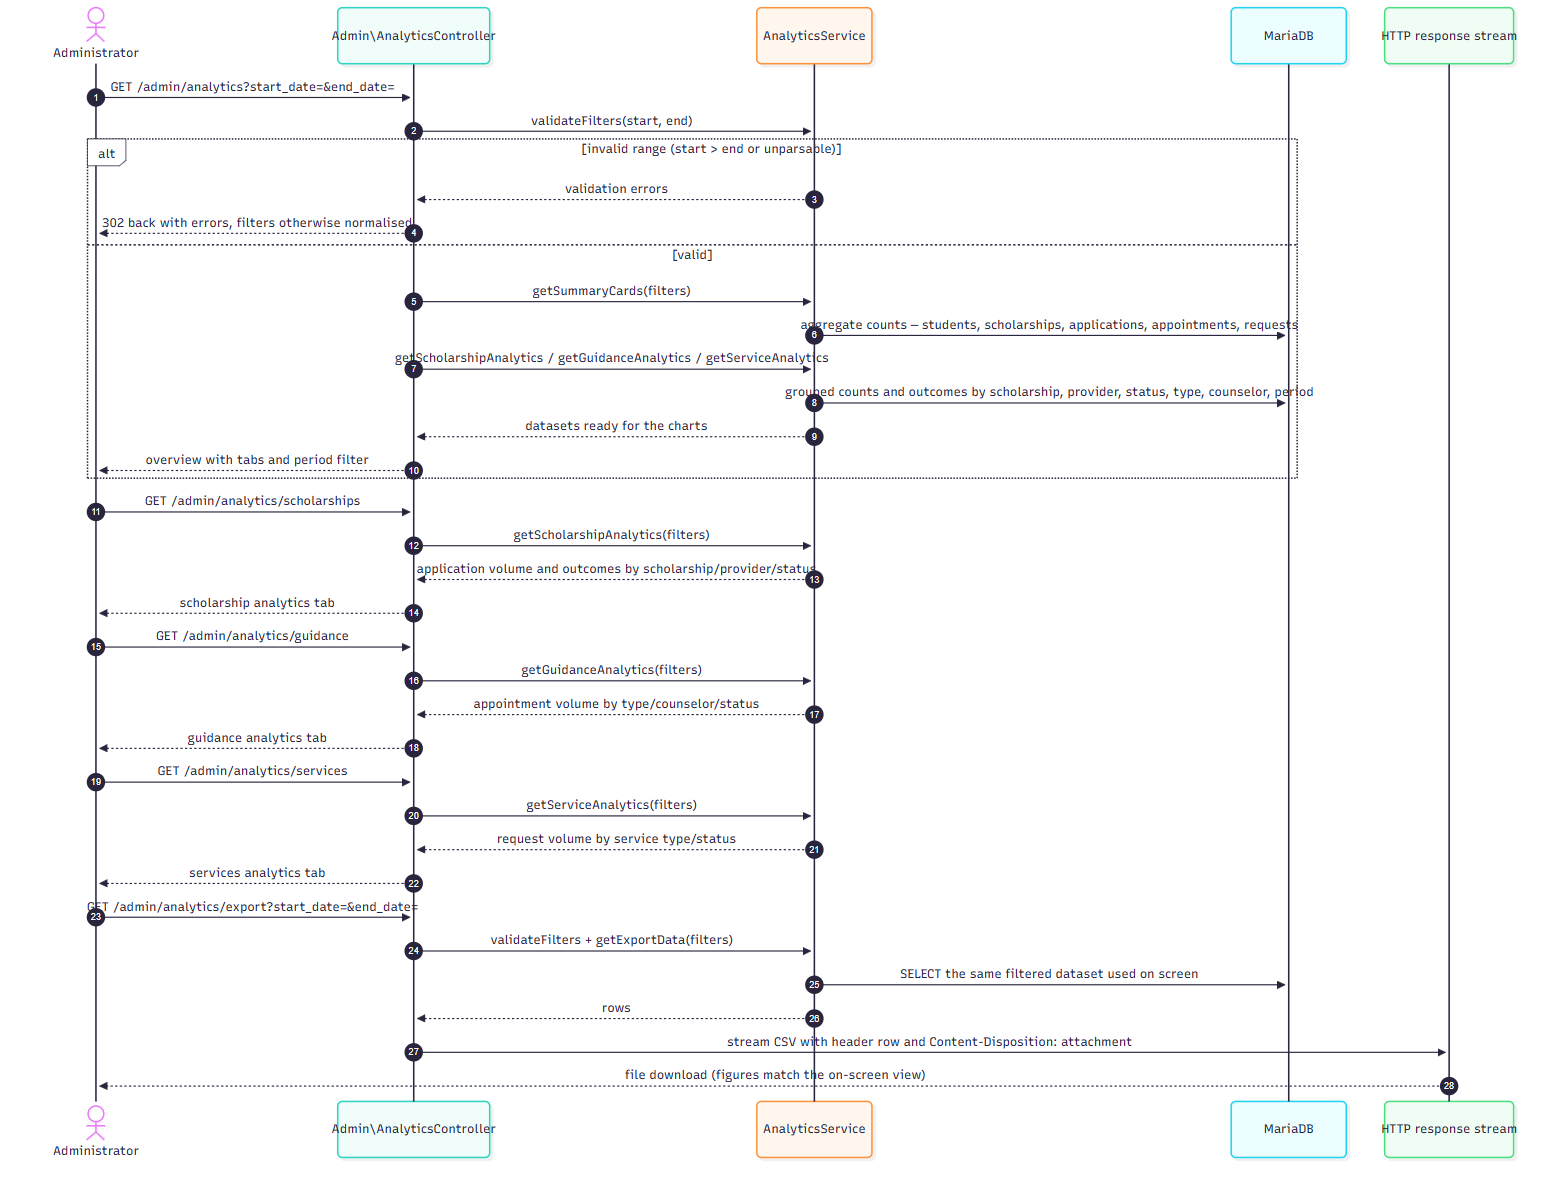 Administrator
Admin\AnalyticsController
AnalyticsService
MariaDB
HTTP response stream
GET /admin/analytics?start_date=&end_date=
1
validateFilters(start, end)
2
alt
[invalid range (start > end or unparsable)]
validation errors
3
302 back with errors, filters otherwise normalised
4
[valid]
getSummaryCards(filters)
5
aggregate counts — students, scholarships, applications, appointments, requests
6
getScholarshipAnalytics / getGuidanceAnalytics / getServiceAnalytics
7
grouped counts and outcomes by scholarship, provider, status, type, counselor, period
8
datasets ready for the charts
9
overview with tabs and period filter
10
GET /admin/analytics/scholarships
11
getScholarshipAnalytics(filters)
12
application volume and outcomes by scholarship/provider/status
13
scholarship analytics tab
14
GET /admin/analytics/guidance
15
getGuidanceAnalytics(filters)
16
appointment volume by type/counselor/status
17
guidance analytics tab
18
GET /admin/analytics/services
19
getServiceAnalytics(filters)
20
request volume by service type/status
21
services analytics tab
22
GET /admin/analytics/export?start_date=&end_date=
23
validateFilters + getExportData(filters)
24
SELECT the same filtered dataset used on screen
25
rows
26
stream CSV with header row and Content-Disposition: attachment
27
file download (figures match the on-screen view)
28
Administrator
Admin\AnalyticsController
AnalyticsService
MariaDB
HTTP response stream